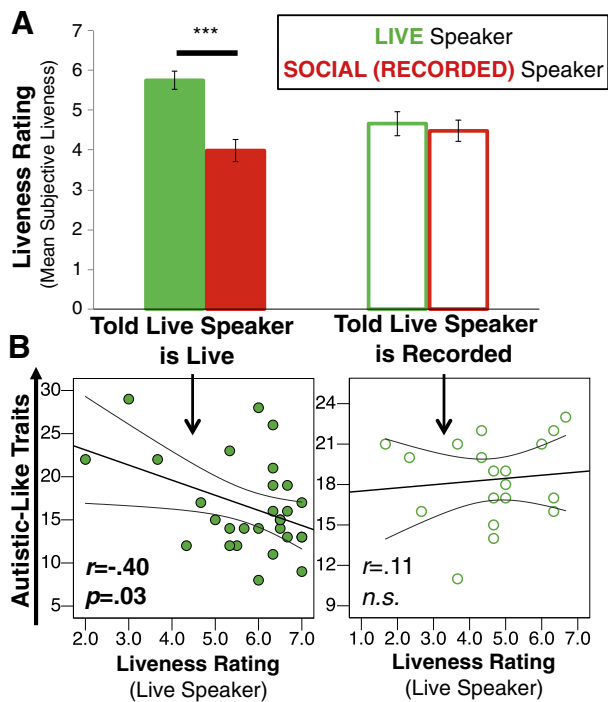 A
***
LIVE Speaker
SOCIAL (RECORDED) Speaker
Liveness Rating
(Mean Subjective Liveness)
7
6
5
4
3
2
1
0
Told Live Speaker
is Live
Told Live Speaker
is Recorded
B
Autistic-Like Traits
30
25
20
15
10
5
r=-.40
p=.03
2.0 3.0 4.0 5.0 6.0 7.0
Liveness Rating
(Live Speaker)
24
21
18
15
12
9
r=.11
n.s.
1.0 2.0 3.0 4.0 5.0 6.0 7.0
Liveness Rating
(Live Speaker)